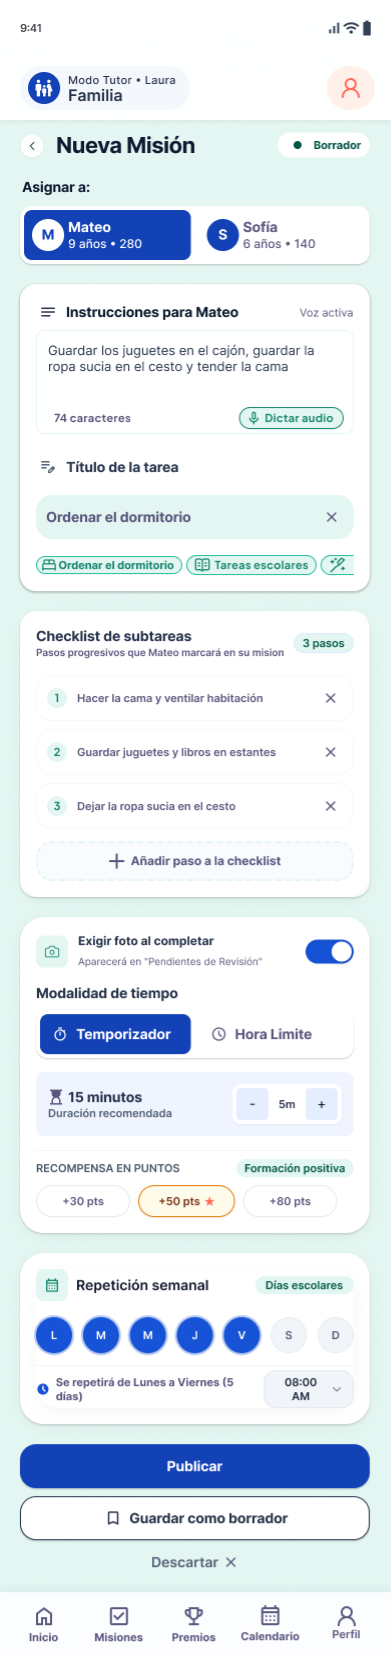 9:41
Modo Tutor • Laura
Familia
Nueva Misión
Borrador
Asignar a:
M
Mateo
9 años • 280
S
Sofía
6 años • 140
Instrucciones para Mateo
Voz activa
Guardar los juguetes en el cajón, guardar la
ropa sucia en el cesto y tender la cama
74 caracteres
Dictar audio
Título de la tarea
Ordenar el dormitorio
Ordenar el dormitorio
Tareas escolares
Checklist de subtareas
Pasos progresivos que Mateo marcará en su mision
3 pasos
1 Hacer la cama y ventilar habitación
2 Guardar juguetes y libros en estantes
3 Dejar la ropa sucia en el cesto
Añadir paso a la checklist
Exigir foto al completar
Aparecerá en "Pendientes de Revisión"
Modalidad de tiempo
Temporizador
Hora Limite
15 minutos
Duración recomendada
- 5m +
RECOMPENSA EN PUNTOS
Formación positiva
+30 pts
+50 pts ★
+80 pts
Repetición semanal
Días escolares
L M M J V S D
Se repetirá de Lunes a Viernes (5
días)
08:00
AM
Publicar
Guardar como borrador
Descartar ×
Inicio
Misiones
Premios
Calendario
Perfil